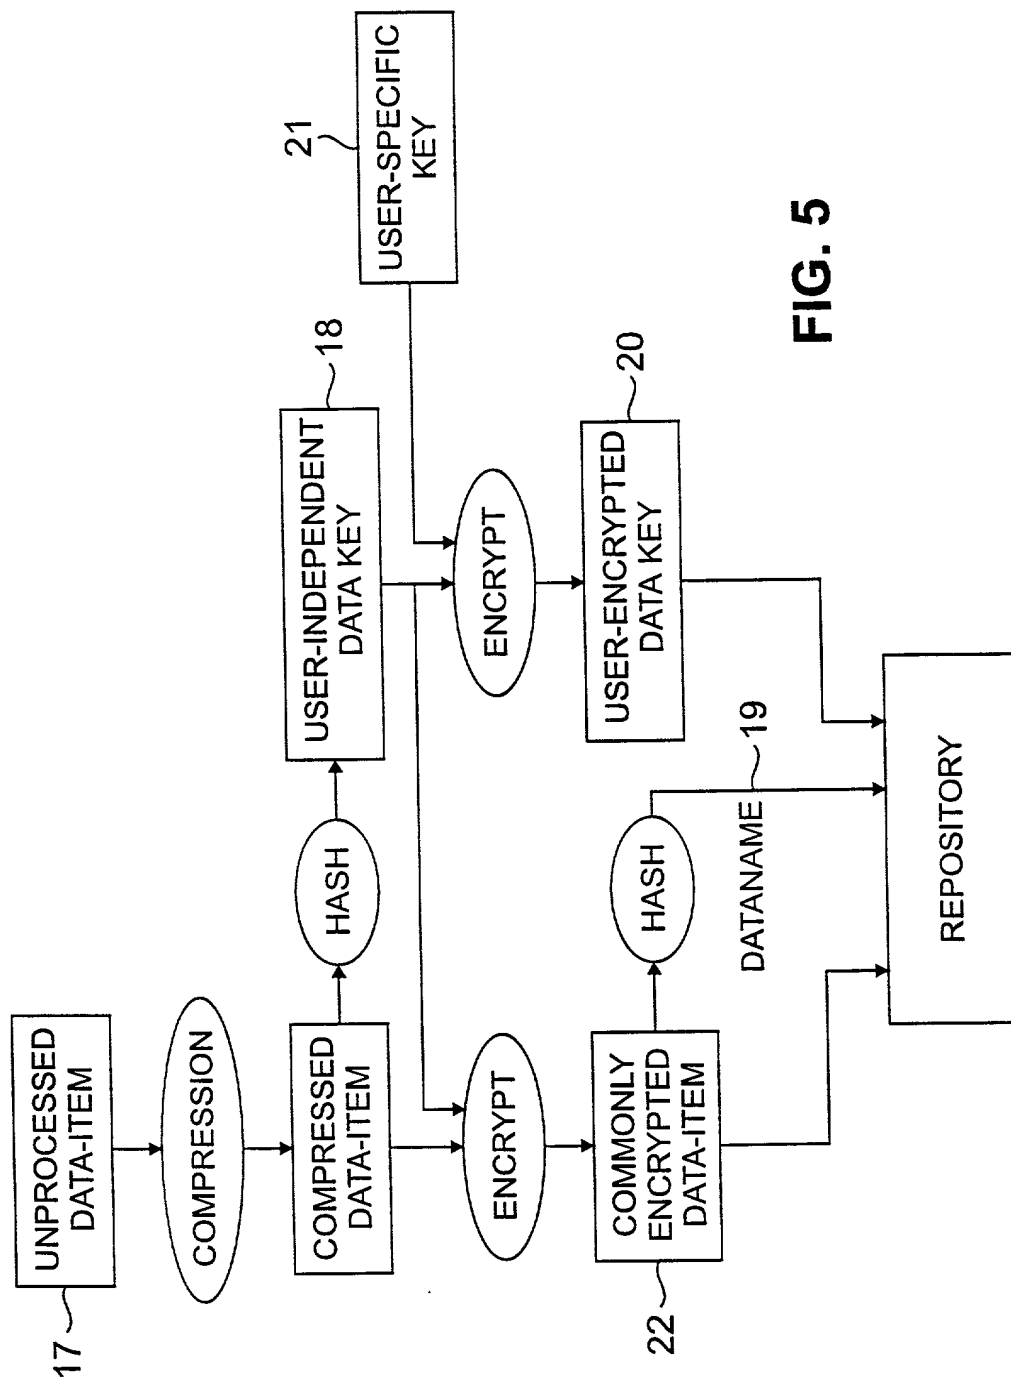 17
UNPROCESSED
DATA-ITEM
COMPRESSION
COMPRESSED
DATA-ITEM
HASH
USER-INDEPENDENT
DATA KEY
18
21
USER-SPECIFIC
KEY
ENCRYPT
ENCRYPT
22
COMMONLY
ENCRYPTED
DATA-ITEM
HASH
USER-ENCRYPTED
DATA KEY
20
DATANAME
19
REPOSITORY
FIG. 5